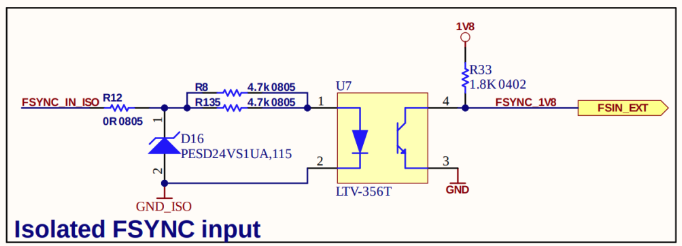 1V8
U7
R33
1.8K 0402
R8 4.7k 0805
FSYNC_IN_ISO R12 R135 4.7k 0805 1 4 FSYNC_1V8 FSIN_EXT
0R 0805
1
D16
PESD24VS1UA,115
2
2 3
GND
LTV-356T
GND_ISO
Isolated FSYNC input